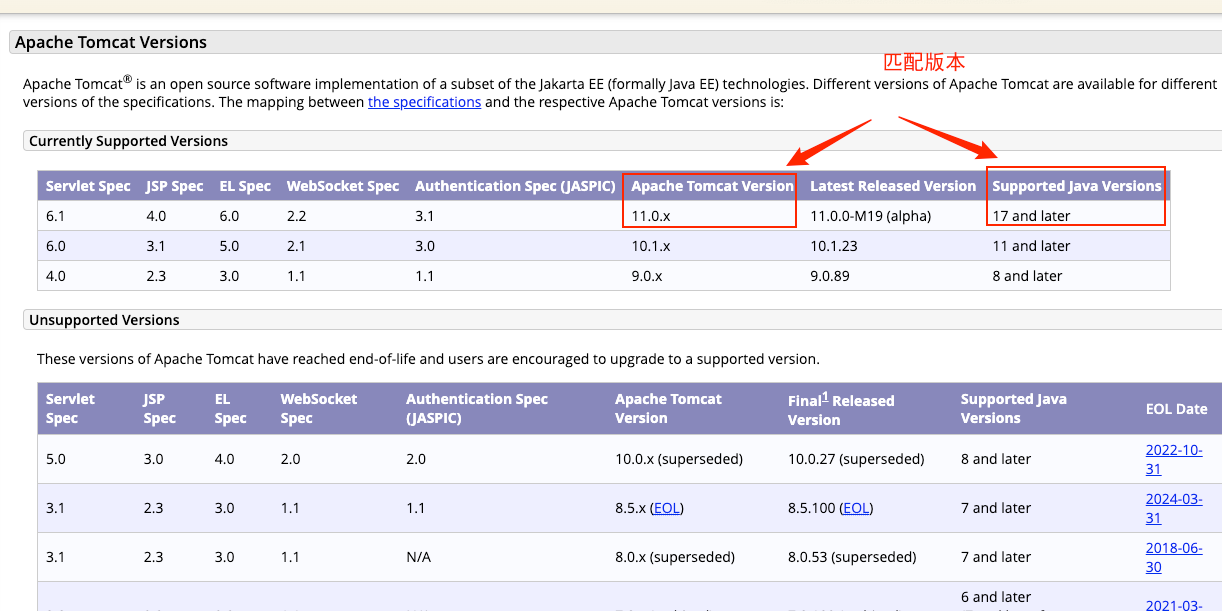 Apache Tomcat Versions
匹配版本
Apache Tomcat® is an open source software implementation of a subset of the Jakarta EE (formally Java EE) technologies. Different versions of Apache Tomcat are available for different
versions of the specifications. The mapping between the specifications and the respective Apache Tomcat versions is:
Currently Supported Versions
Servlet Spec JSP Spec EL Spec WebSocket Spec Authentication Spec (JASPIC) Apache Tomcat Version Latest Released Version Supported Java Versions
6.1 4.0 6.0 2.2 3.1 11.0.x 11.0.0-M19 (alpha) 17 and later
6.0 3.1 5.0 2.1 3.0 10.1.x 10.1.23 11 and later
4.0 2.3 3.0 1.1 1.1 9.0.x 9.0.89 8 and later
Unsupported Versions
These versions of Apache Tomcat have reached end-of-life and users are encouraged to upgrade to a supported version.
Servlet JSP EL WebSocket Authentication Spec Apache Tomcat Final1 Released Supported Java EOL Date
Spec Spec Spec Spec (JASPIC) Version Version Versions
5.0 3.0 4.0 2.0 2.0 10.0.x (superseded) 10.0.27 (superseded) 8 and later 2022-10-
31
3.1 2.3 3.0 1.1 1.1 8.5.x (EOL) 8.5.100 (EOL) 7 and later 2024-03-
31
3.1 2.3 3.0 1.1 N/A 8.0.x (superseded) 8.0.53 (superseded) 7 and later 2018-06-
30
6 and later
2021-03-